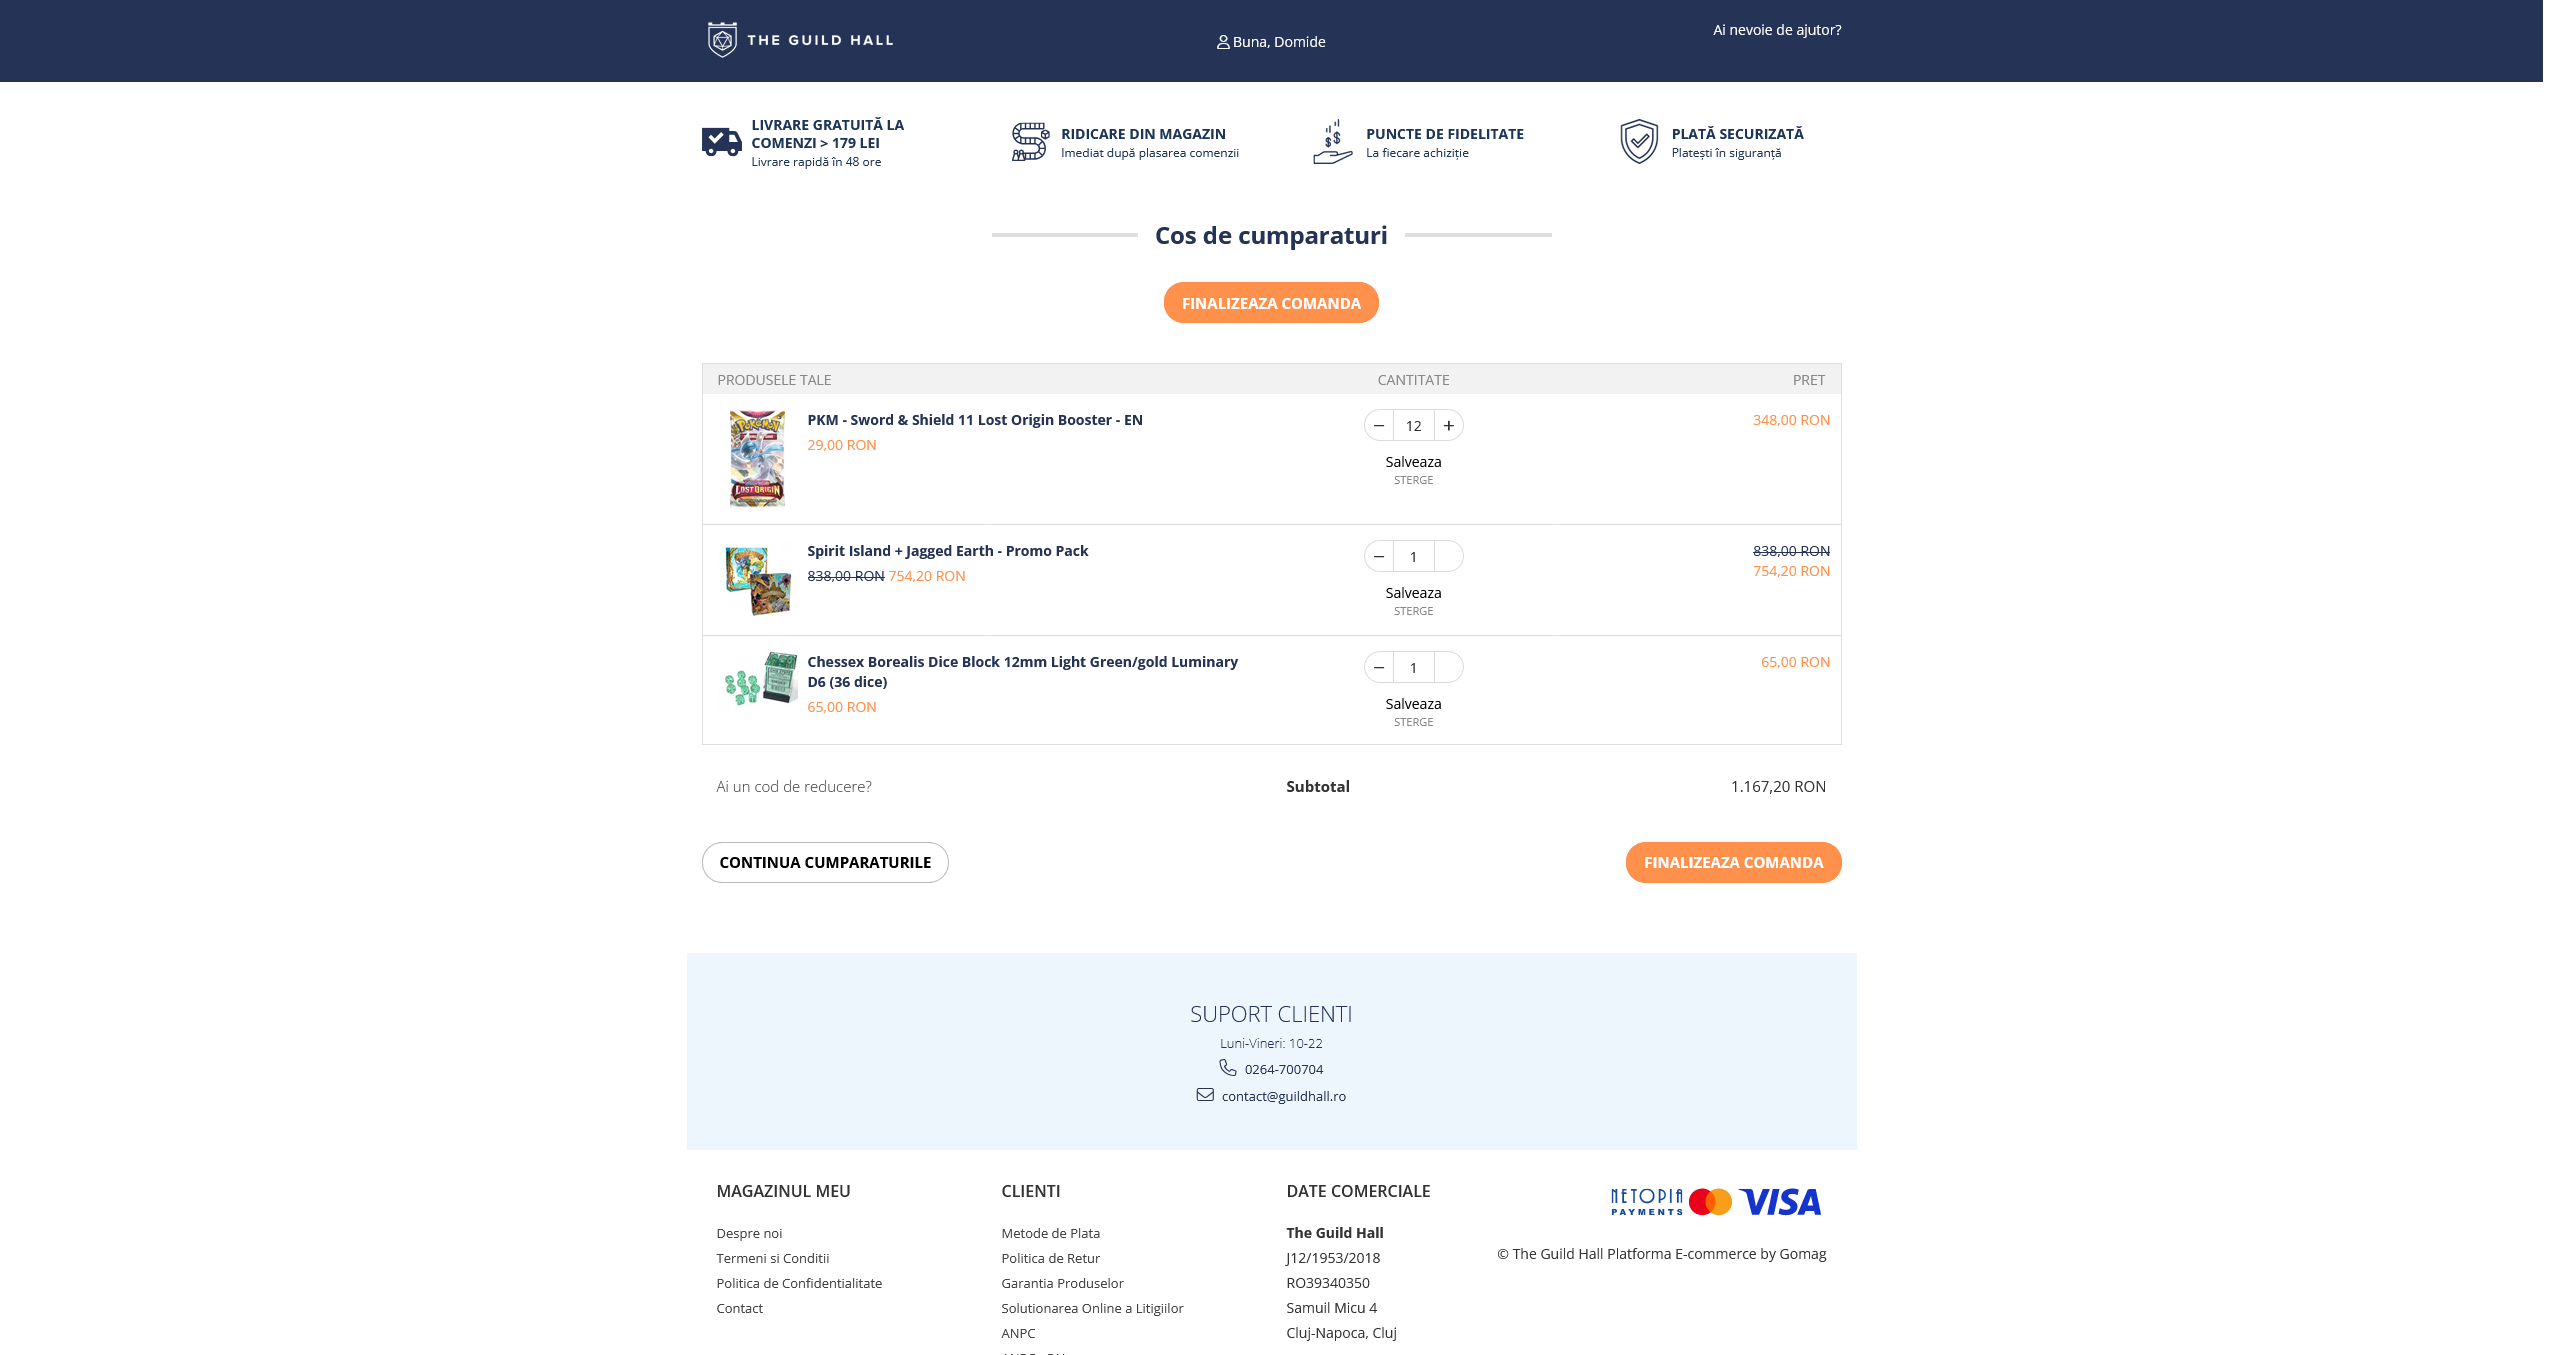 THE GUILD HALL
Buna, Domide
Ai nevoie de ajutor?
LIVRARE GRATUITĂ LA
COMENZI > 179 LEI
Livrare rapidă în 48 ore
RIDICARE DIN MAGAZIN
Imediat după plasarea comenzii
PUNCTE DE FIDELITATE
La fiecare achiziție
PLATĂ SECURIZATĂ
Platești în siguranță
Cos de cumparaturi
FINALIZEAZA COMANDA
PRODUSELE TALE CANTITATE PRET
PKM - Sword & Shield 11 Lost Origin Booster - EN
29,00 RON
− 12 +
Salveaza
STERGE
348,00 RON
Pokémon
LOST ORIGIN
Spirit Island + Jagged Earth - Promo Pack
838,00 RON 754,20 RON
− 1
Salveaza
STERGE
838,00 RON
754,20 RON
Chessex Borealis Dice Block 12mm Light Green/gold Luminary
D6 (36 dice)
65,00 RON
− 1
Salveaza
STERGE
65,00 RON
Ai un cod de reducere?
Subtotal 1.167,20 RON
CONTINUA CUMPARATURILE
FINALIZEAZA COMANDA
SUPORT CLIENTI
Luni-Vineri: 10-22
0264-700704
contact@guildhall.ro
MAGAZINUL MEU
Despre noi
Termeni si Conditii
Politica de Confidentialitate
Contact
CLIENTI
Metode de Plata
Politica de Retur
Garantia Produselor
Solutionarea Online a Litigiilor
ANPC
DATE COMERCIALE
The Guild Hall
J12/1953/2018
RO39340350
Samuil Micu 4
Cluj-Napoca, Cluj
NETOPIA
PAYMENTS
VISA
© The Guild Hall Platforma E-commerce by Gomag